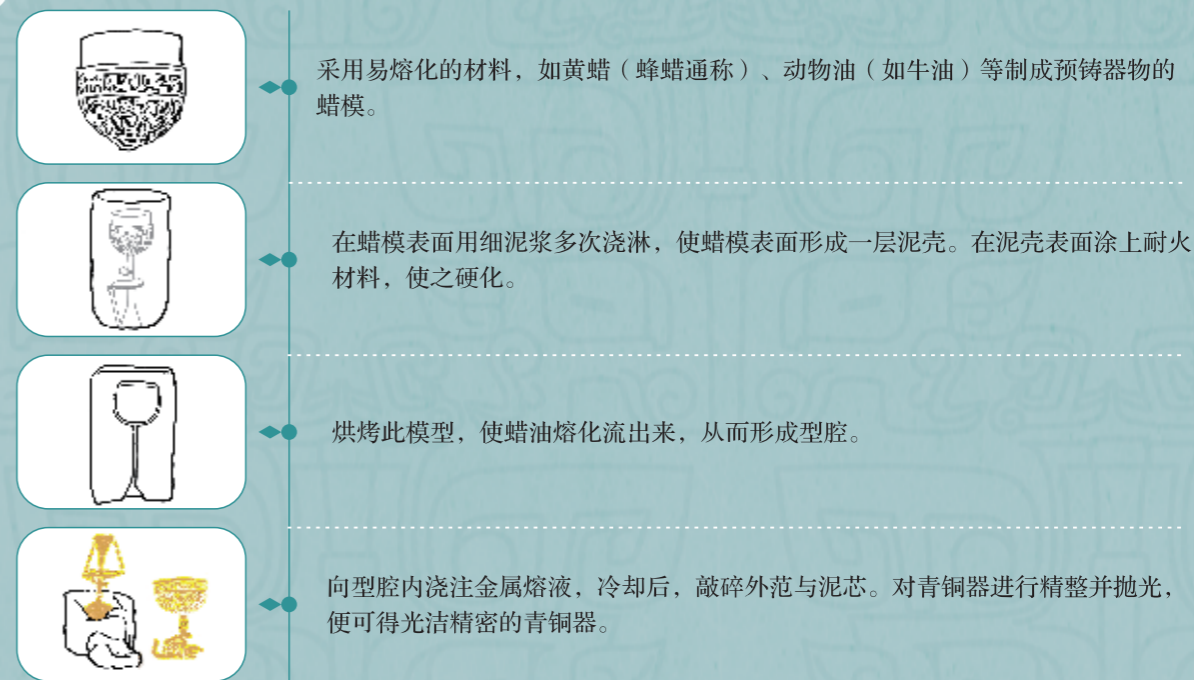 采用易熔化的材料，如黄蜡（蜂蜡通称）、动物油（如牛油）等制成预铸器物的
蜡模。
在蜡模表面用细泥浆多次浇淋，使蜡模表面形成一层泥壳。在泥壳表面涂上耐火
材料，使之硬化。
烘烤此模型，使蜡油熔化流出来，从而形成型腔。
向型腔内浇注金属熔液，冷却后，敲碎外范与泥芯。对青铜器进行精整并抛光，
便可得光洁精密的青铜器。